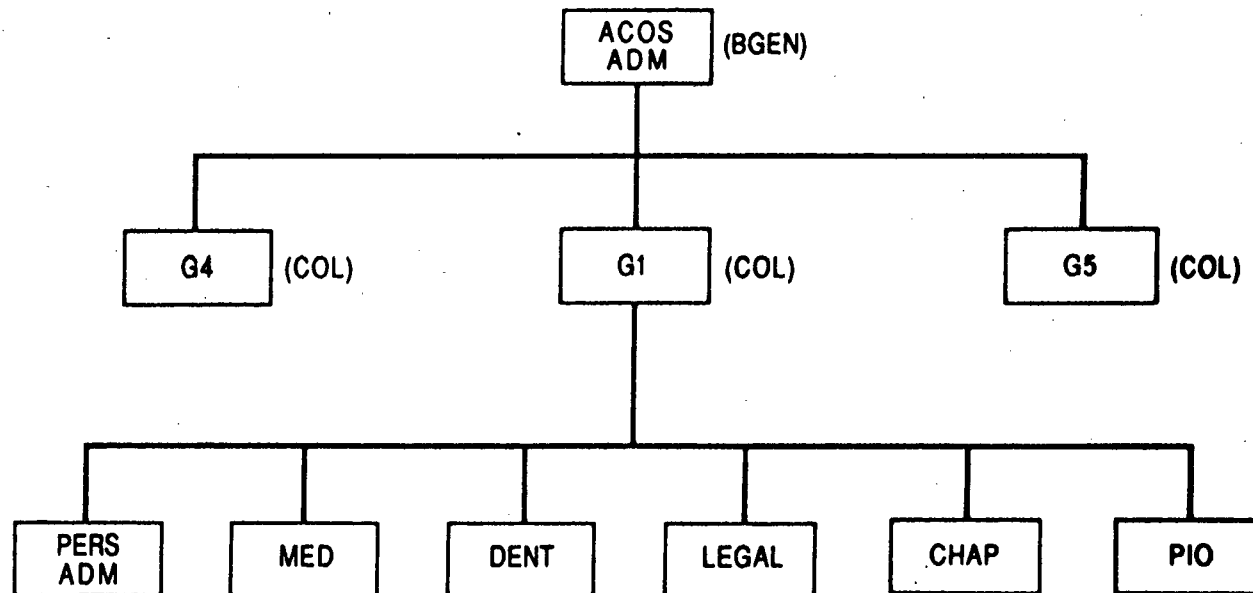 ACOS
ADM
(BGEN)
G4
(COL)
G1
(COL)
G5
(COL)
PERS
ADM
MED
DENT
LEGAL
CHAP
PIO